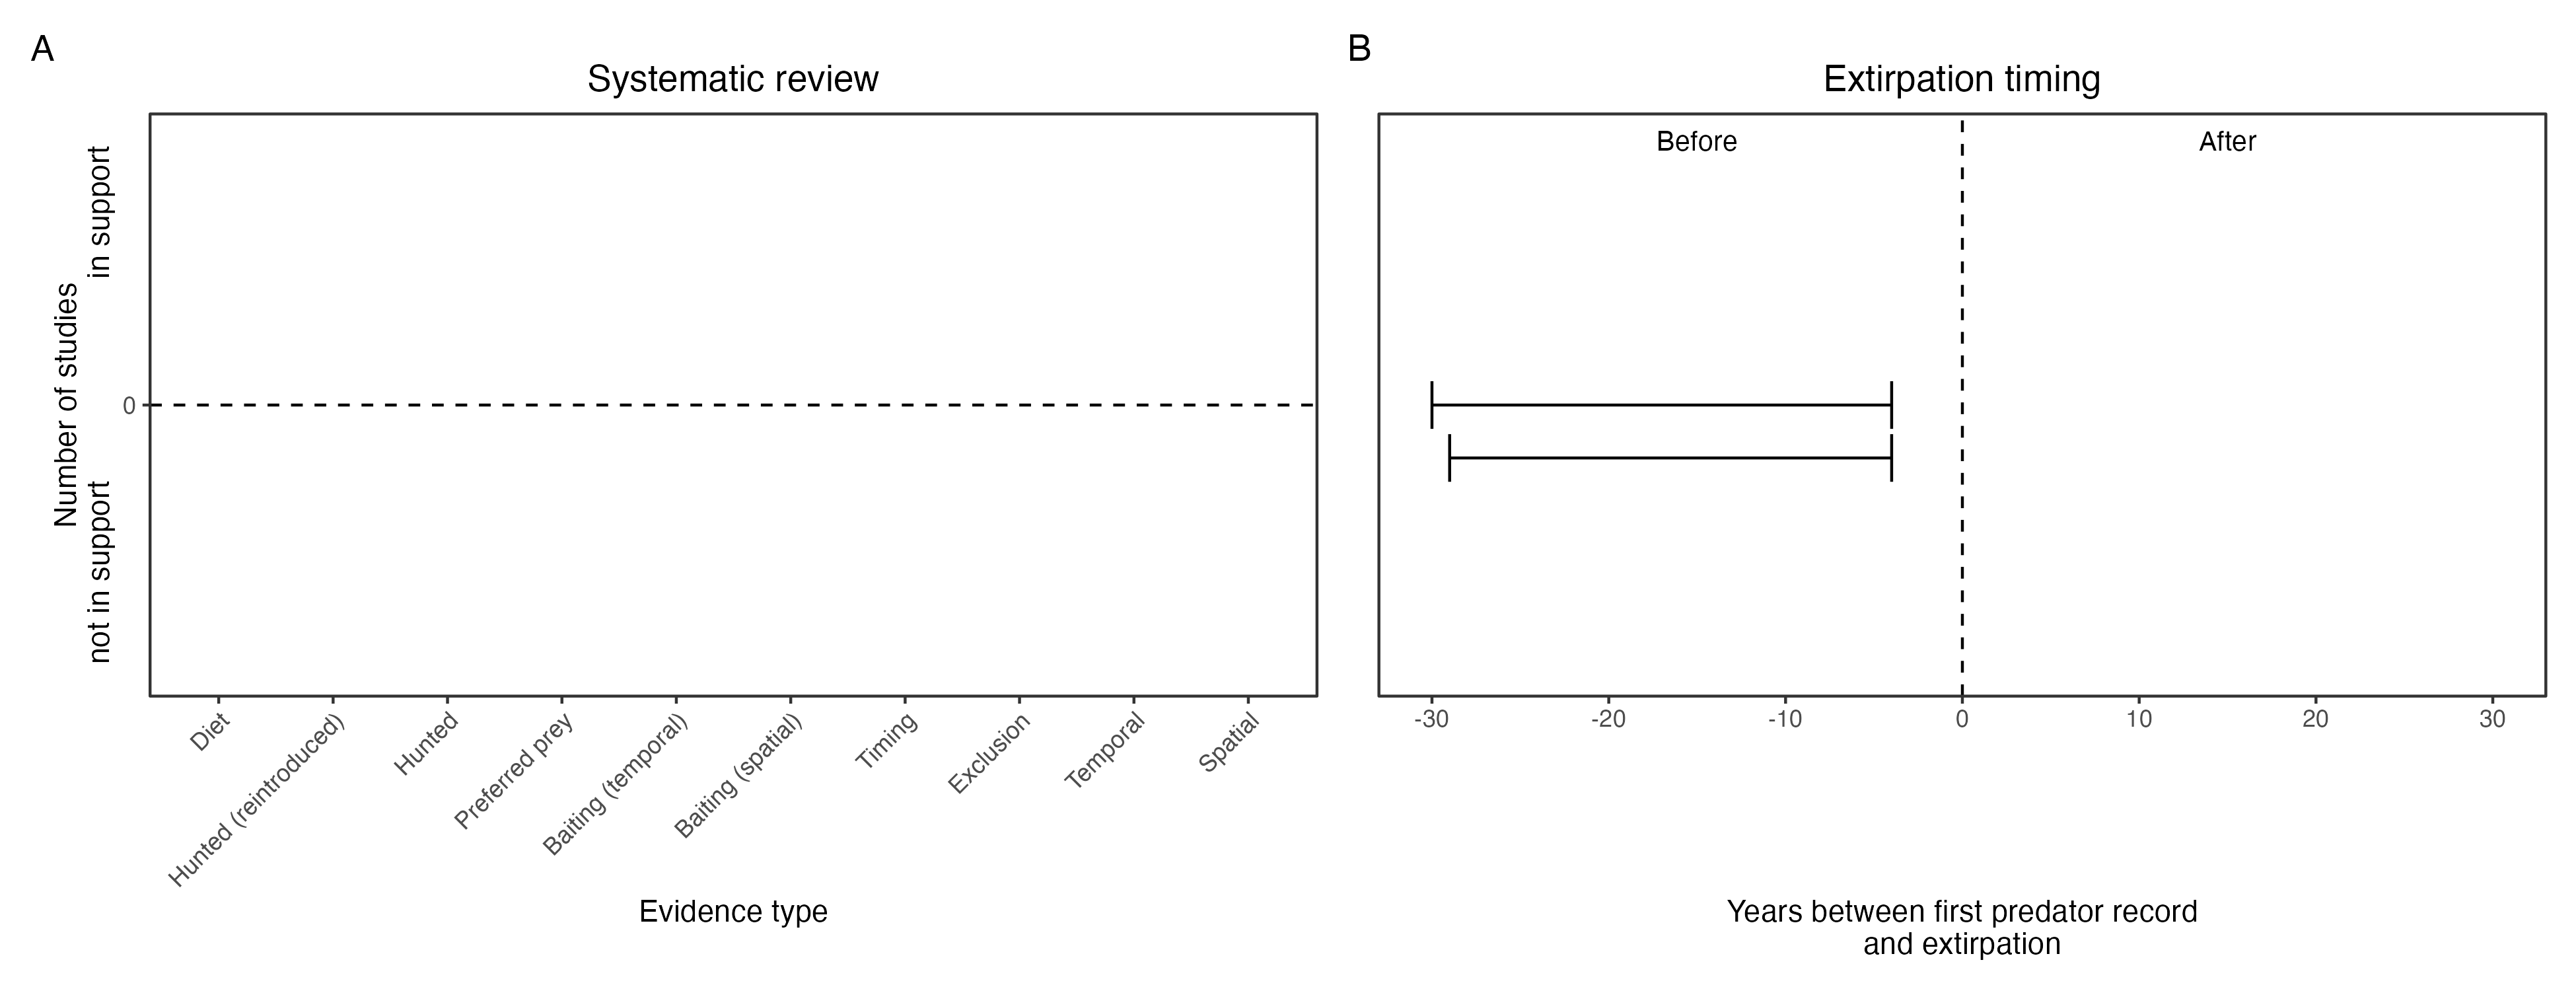 A
Systematic review
Number of studies
in support
not in support
0
Diet
Hunted (reintroduced)
Hunted
Preferred prey
Baiting (temporal)
Baiting (spatial)
Timing
Exclusion
Temporal
Spatial
Evidence type
B
Extirpation timing
Before
After
-30
-20
-10
0
10
20
30
Years between first predator record
and extirpation